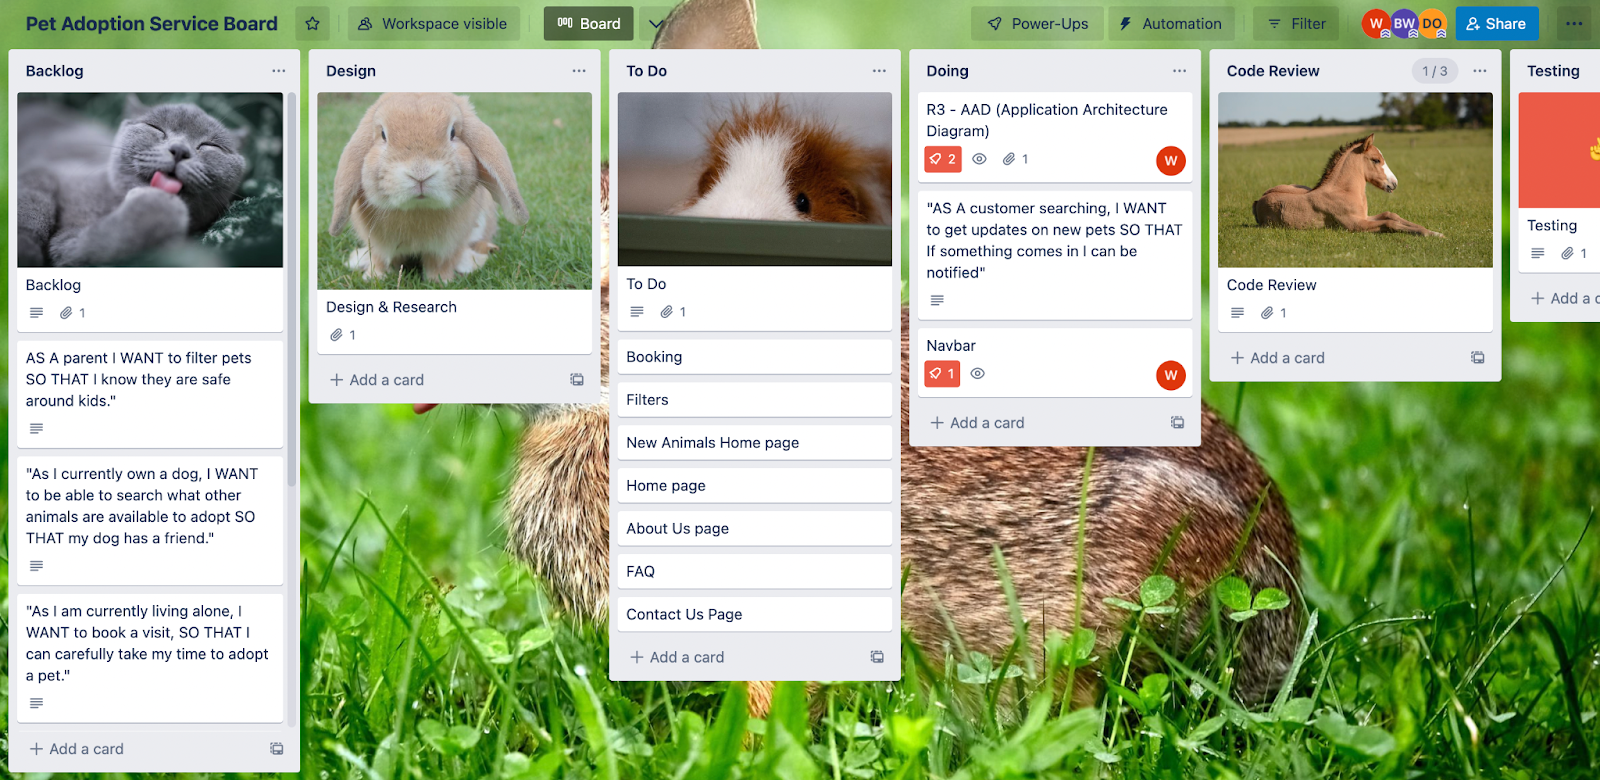 Pet Adoption Service Board
Workspace visible
Board
Power-Ups
Automation
Filter
W
BW
DO
Share
Backlog
Backlog
1
AS A parent I WANT to filter pets
SO THAT I know they are safe
around kids."
"As I currently own a dog, I WANT
to be able to search what other
animals are available to adopt SO
THAT my dog has a friend."
"As I am currently living alone, I
WANT to book a visit, SO THAT I
can carefully take my time to adopt
a pet."
+ Add a card
Design
Design & Research
1
+ Add a card
To Do
To Do
1
Booking
Filters
New Animals Home page
Home page
About Us page
FAQ
Contact Us Page
+ Add a card
Doing
R3 - AAD (Application Architecture
Diagram)
2
1
W
"AS A customer searching, I WANT
to get updates on new pets SO THAT
If something comes in I can be
notified"
Navbar
1
W
+ Add a card
Code Review
1 / 3
Code Review
1
+ Add a card
Testing
Testing
1
+ Add a c